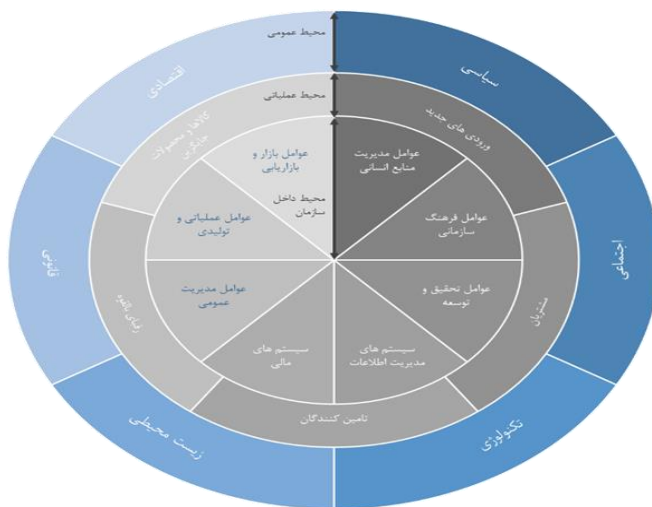 محیط عمومی
محیط عملیاتی
محیط داخل
سازمان
سیاسی
اجتماعی
تکنولوژی
زیست محیطی
قانونی
اقتصادی
ورودی های جدید
مشتریان
تامین کنندگان
رقبای بالقوه
کالاها و محصولات
جایگزین
عوامل مدیریت
منابع انسانی
عوامل فرهنگ
سازمانی
عوامل تحقیق و
توسعه
سیستم های
مدیریت اطلاعات
سیستم های
مالی
عوامل مدیریت
عمومی
عوامل عملیاتی و
تولیدی
عوامل بازار و
بازاریابی